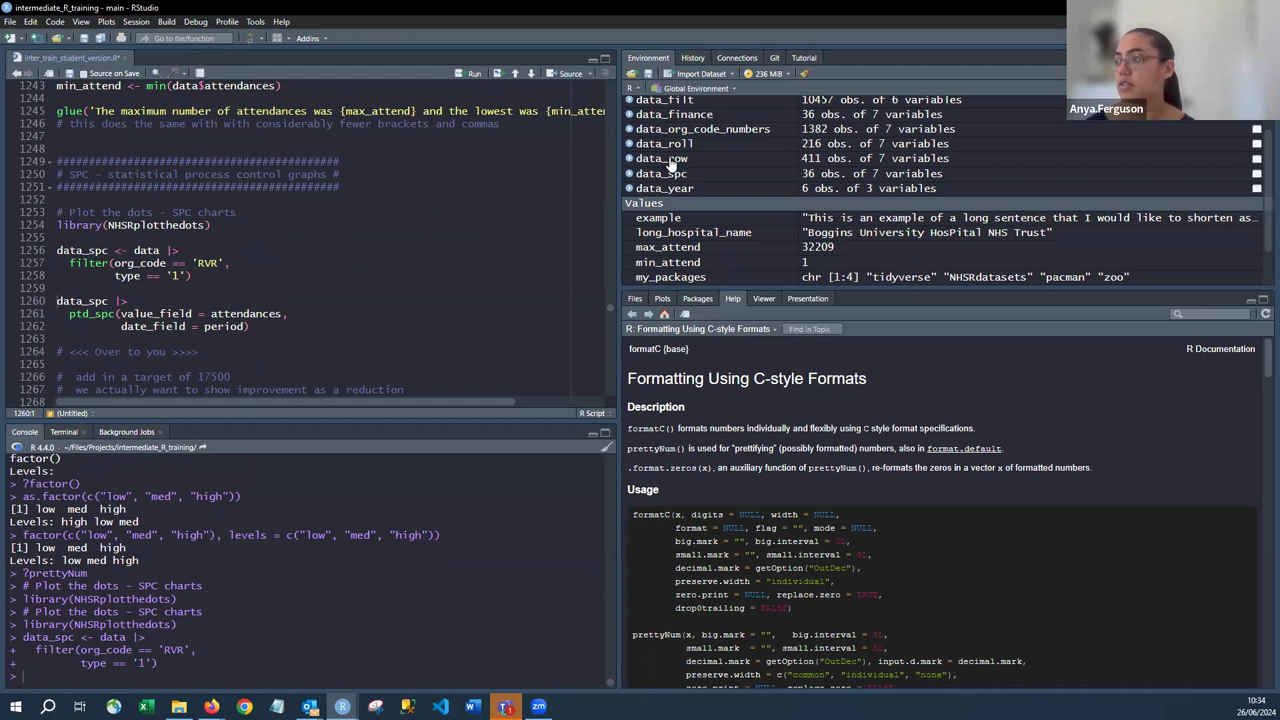 intermediate_R_training - main - RStudio
File Edit Code View Plots Session Build Debug Profile Tools Help
Go to file/function
Addins
inter_train_student_version.R*
Source on Save
Run
Source
1243 min_attend <- min(data$attendances)
1244
1245 glue('The maximum number of attendances was {max_attend} and the lowest was {min_atten
1246 # this does the same with with considerably fewer brackets and commas
1247
1248
1249 ###########################################
1250 # SPC - statistical process control graphs #
1251 ###########################################
1252
1253 # Plot the dots - SPC charts
1254 library(NHSRplotthedots)
1255
1256 data_spc <- data |>
1257 filter(org_code == 'RVR',
1258 type == '1')
1259
1260 data_spc |>
1261 ptd_spc(value_field = attendances,
1262 date_field = period)
1263
1264 # <<< Over to you >>>>
1265
1266 # add in a target of 17500
1267 # we actually want to show improvement as a reduction
1268
1260:1 (Untitled) R Script
Console Terminal Background Jobs
R 4.4.0 · ~/Files/Projects/intermediate_R_training/
factor()
Levels:
> ?factor()
> as.factor(c("low", "med", "high"))
[1] low med high
Levels: high low med
> factor(c("low", "med", "high"), levels = c("low", "med", "high"))
[1] low med high
Levels: low med high
> ?prettyNum
> # Plot the dots - SPC charts
> library(NHSRplotthedots)
> # Plot the dots - SPC charts
> library(NHSRplotthedots)
> data_spc <- data |>
+ filter(org_code == 'RVR',
+ type == '1')
>
Environment History Connections Git Tutorial
Import Dataset 236 MiB
R Global Environment
data_filt 10457 obs. of 6 variables
data_finance 36 obs. of 7 variables
data_org_code_numbers 1382 obs. of 7 variables
data_roll 216 obs. of 7 variables
data_row 411 obs. of 7 variables
data_spc 36 obs. of 7 variables
data_year 6 obs. of 3 variables
Values
example "This is an example of a long sentence that I would like to shorten as…
long_hospital_name "Boggins University HosPital NHS Trust"
max_attend 32209
min_attend 1
my_packages chr [1:4] "tidyverse" "NHSRdatasets" "pacman" "zoo"
Anya.Ferguson
Files Plots Packages Help Viewer Presentation
R: Formatting Using C-style Formats Find in Topic
formatC {base} R Documentation
Formatting Using C-style Formats
Description
formatC() formats numbers individually and flexibly using C style format specifications.
prettyNum() is used for "prettifying" (possibly formatted) numbers, also in format.default.
.format.zeros(x), an auxiliary function of prettyNum(), re-formats the zeros in a vector x of formatted numbers.
Usage
formatC(x, digits = NULL, width = NULL,
format = NULL, flag = "", mode = NULL,
big.mark = "", big.interval = 3L,
small.mark = "", small.interval = 5L,
decimal.mark = getOption("OutDec"),
preserve.width = "individual",
zero.print = NULL, replace.zero = TRUE,
drop0trailing = FALSE)
prettyNum(x, big.mark = "", big.interval = 3L,
small.mark = "", small.interval = 5L,
decimal.mark = getOption("OutDec"), input.d.mark = decimal.mark,
preserve.width = c("common", "individual", "none"),
10:34
26/06/2024